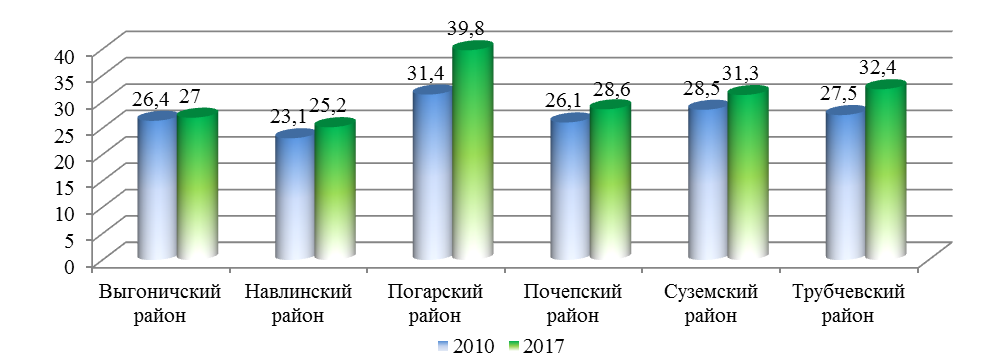 40
35
30
25
20
15
10
5
0
26,4 27
23,1 25,2
31,4 39,8
26,1 28,6
28,5 31,3
27,5 32,4
Выгоничский
район
Навлинский
район
Погарский
район
Почепский
район
Суземский
район
Трубчевский
район
2010 2017